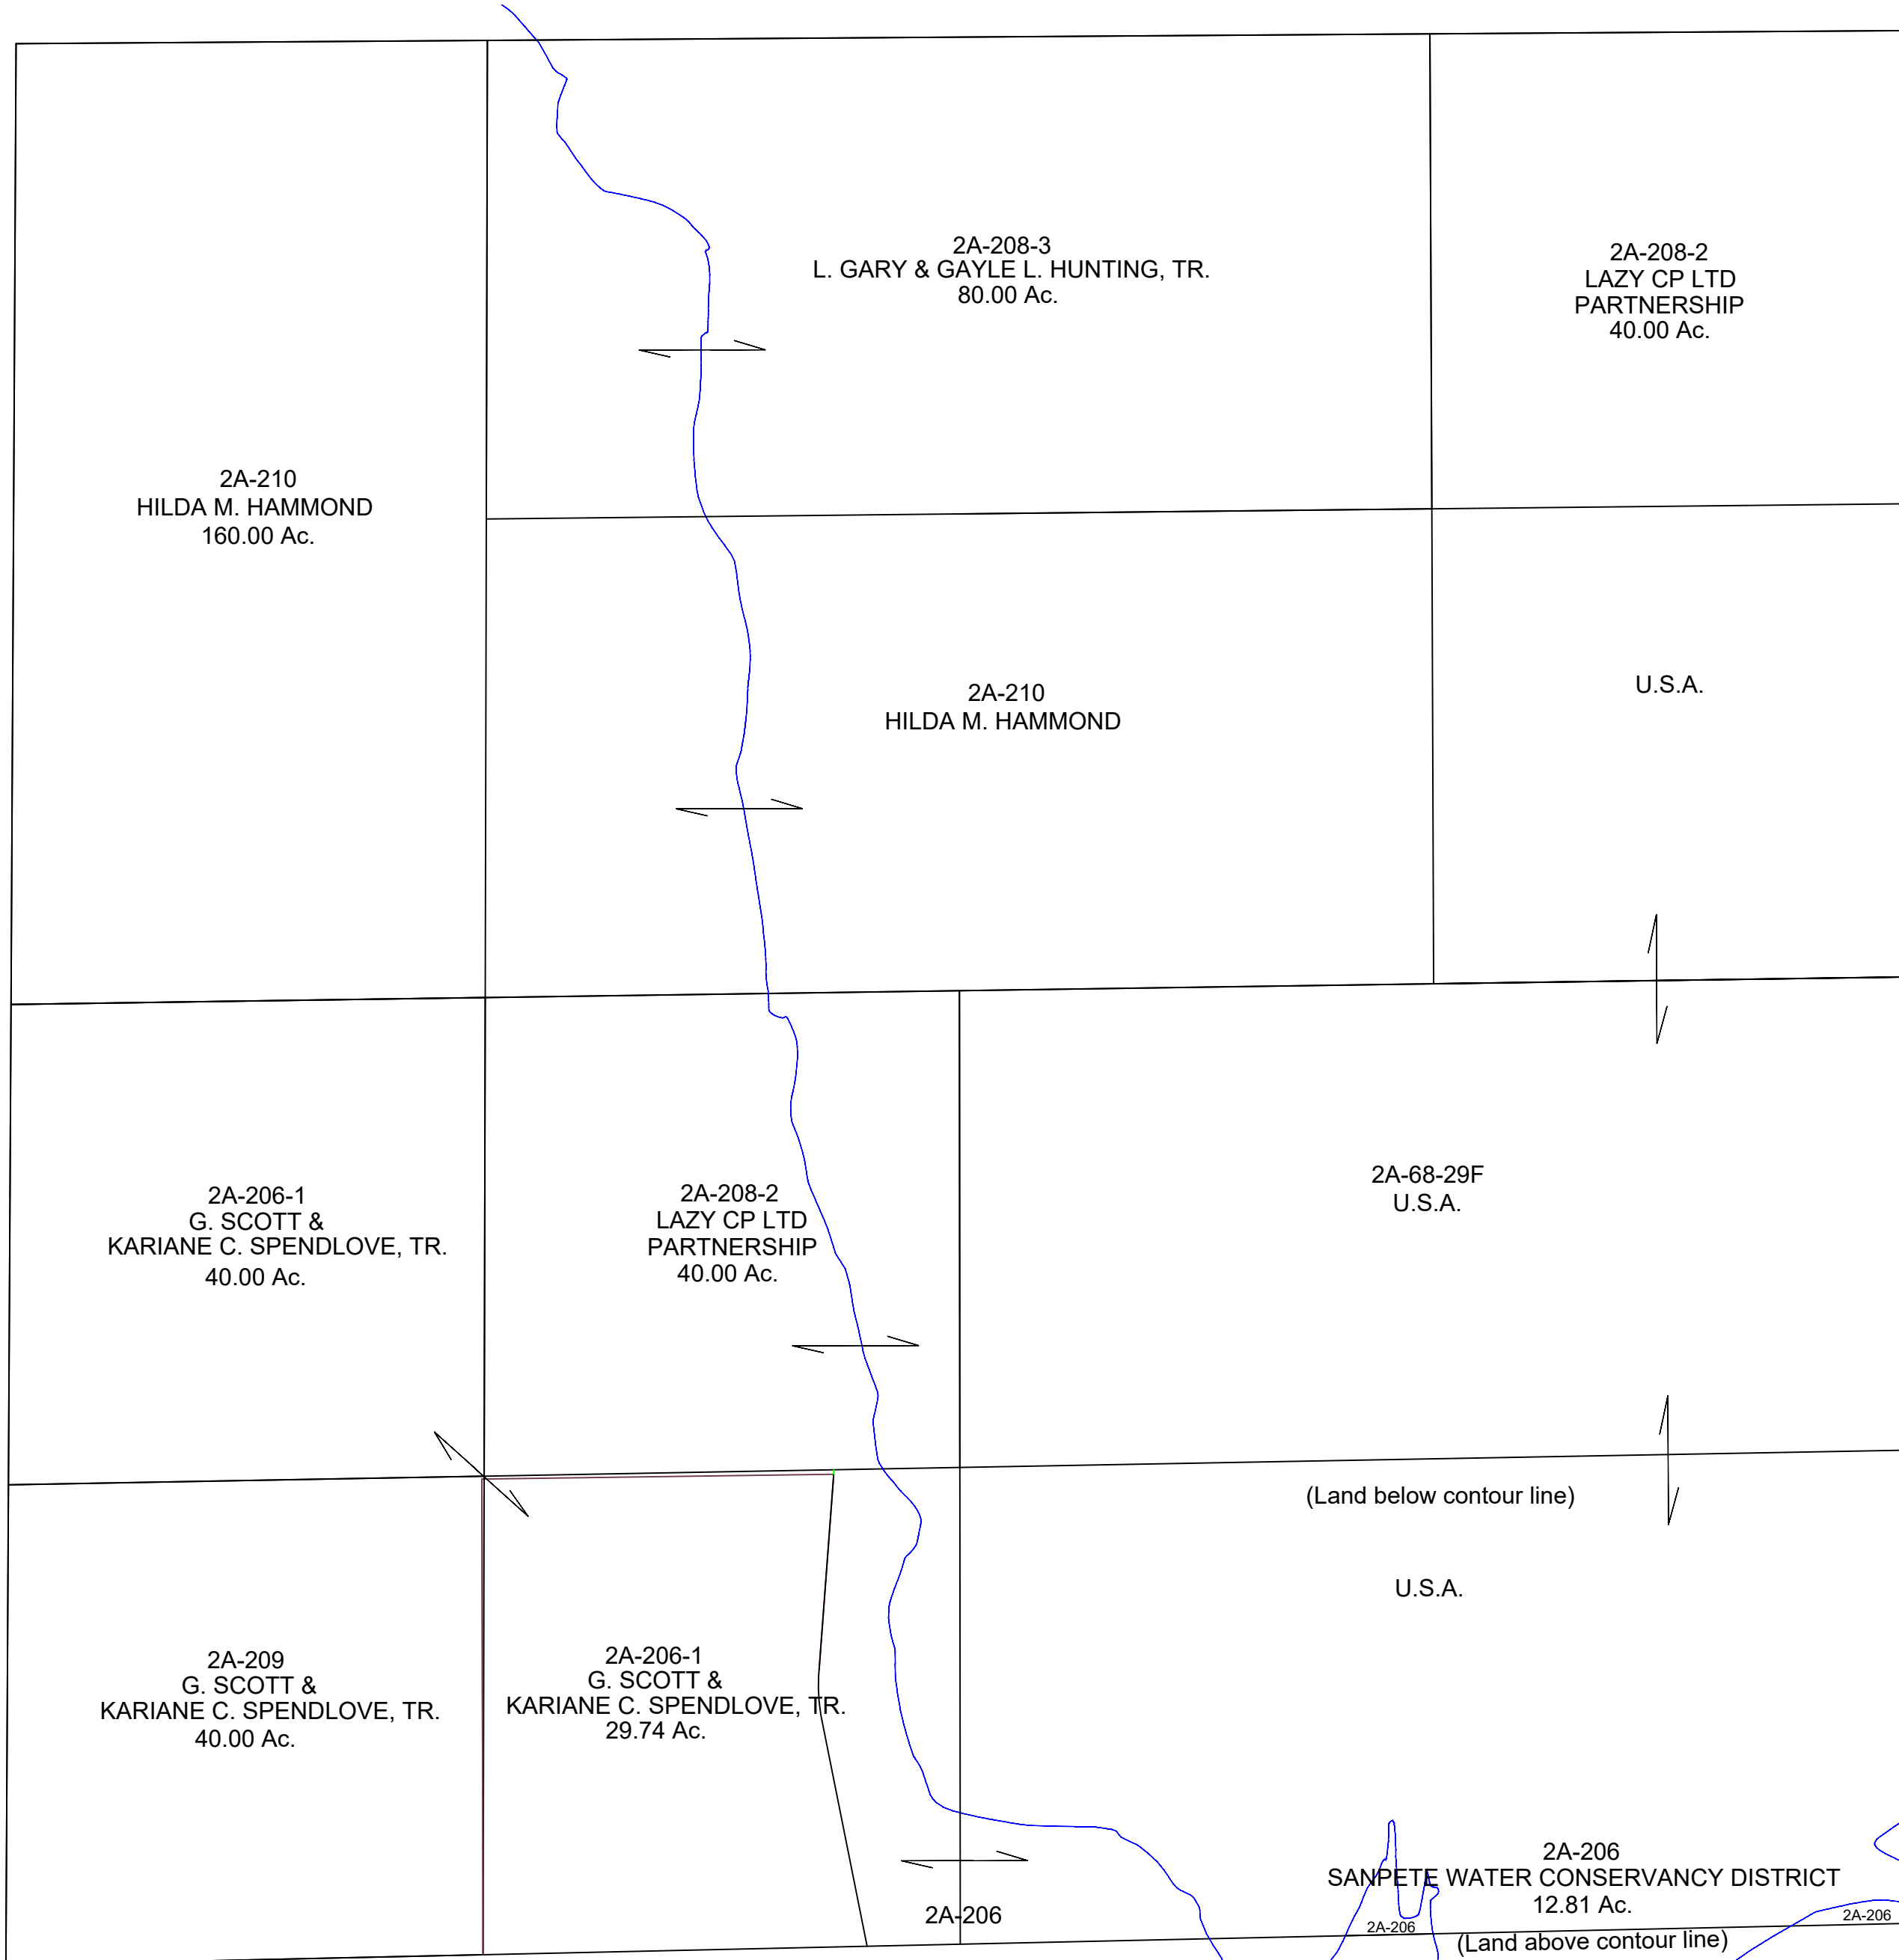 2A-208-3
L. GARY & GAYLE L. HUNTING, TR.
80.00 Ac.
2A-208-2
LAZY CP LTD
PARTNERSHIP
40.00 Ac.
2A-210
HILDA M. HAMMOND
160.00 Ac.
2A-210
HILDA M. HAMMOND
U.S.A.
2A-206-1
G. SCOTT &
KARIANE C. SPENDLOVE, TR.
40.00 Ac.
2A-208-2
LAZY CP LTD
PARTNERSHIP
40.00 Ac.
2A-68-29F
U.S.A.
(Land below contour line)
U.S.A.
2A-209
G. SCOTT &
KARIANE C. SPENDLOVE, TR.
40.00 Ac.
2A-206-1
G. SCOTT &
KARIANE C. SPENDLOVE, TR.
29.74 Ac.
2A-206
2A-206
SANPETE WATER CONSERVANCY DISTRICT
12.81 Ac.
2A-206
2A-206
(Land above contour line)